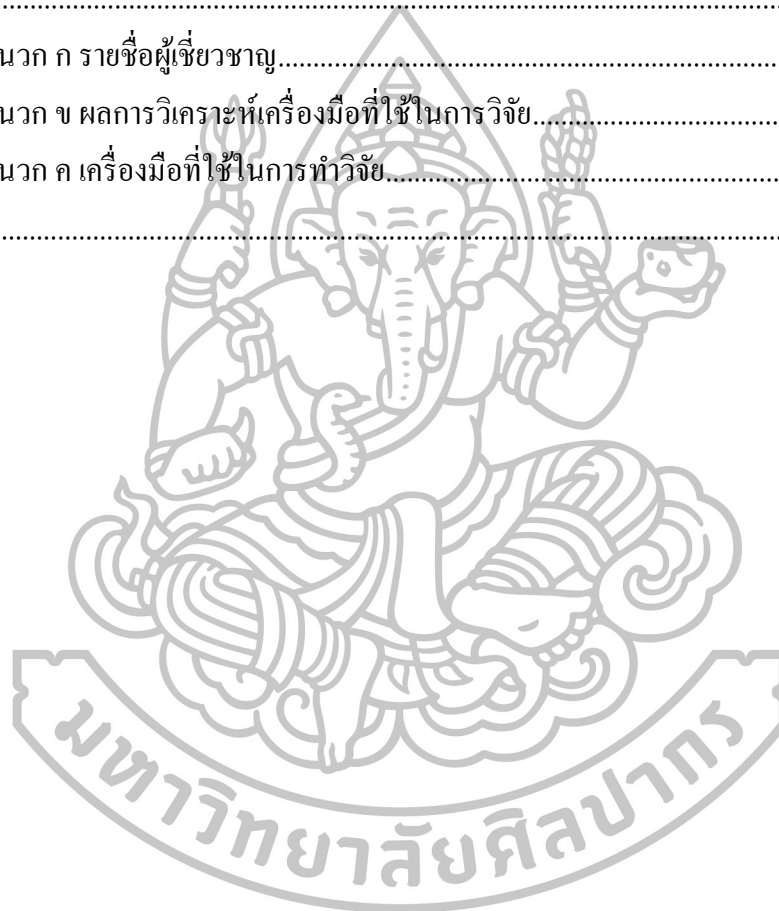 ................................................................................................
นวก ก รายชื่อผู้เชี่ยวชาญ................................................................
นวก ข ผลการวิเคราะห์เครื่องมือที่ใช้ในการวิจัย................................
นวก ค เครื่องมือที่ใช้ในการทำวิจัย..................................................
................................................................................................
มหาวิทยาลัยศิลปากร